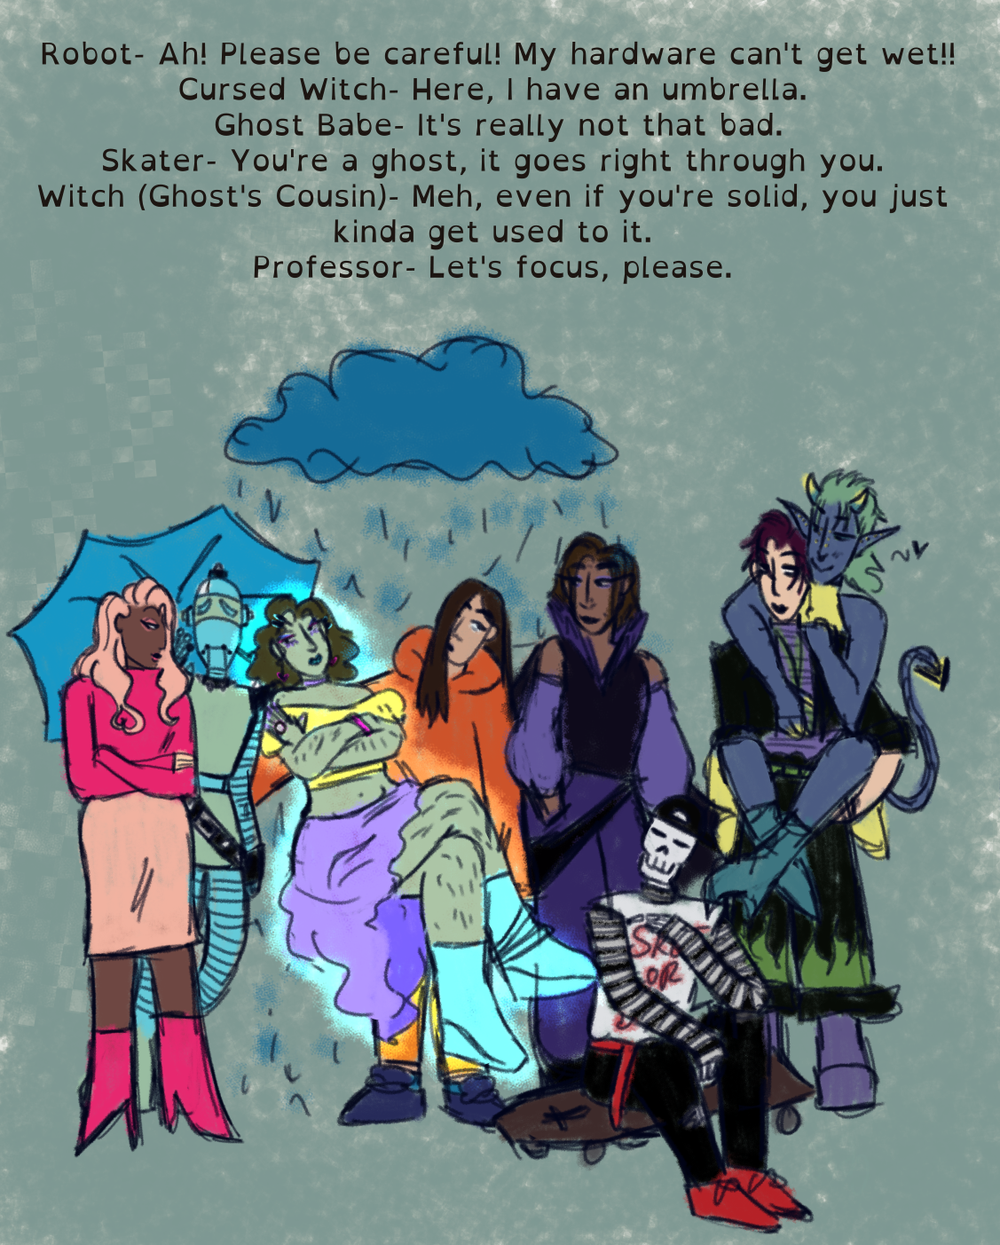 Robot- Ah! Please be careful! My hardware can't get wet!!
Cursed Witch- Here, I have an umbrella.
Ghost Babe- It's really not that bad.
Skater- You're a ghost, it goes right through you.
Witch (Ghost's Cousin)- Meh, even if you're solid, you just
kinda get used to it.
Professor- Let's focus, please.
OR